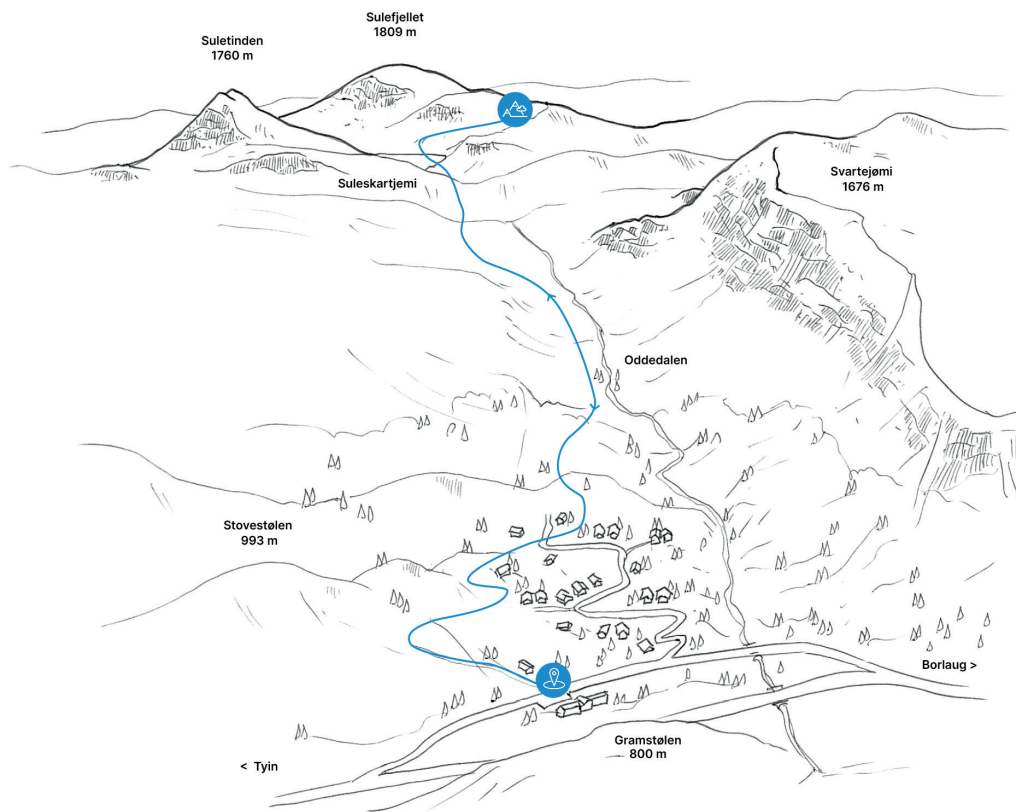 Sulefjellet
1809 m
Suletinden
1760 m
Suleskartjemi
Svartejømi
1676 m
Oddedalen
Stovestølen
993 m
Borlaug >
Gramstølen
800 m
< Tyin